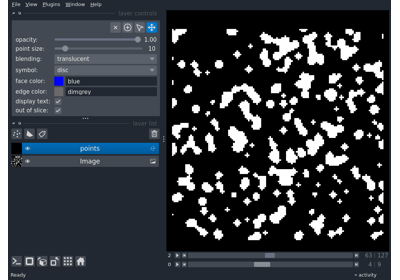 File View Plugins Window Help
layer controls
opacity: 1.00
point size: 10
blending: translucent
symbol: disc
face color: blue
edge color: dimgrey
display text:
out of slice:
layer list
points
Image
2 63 127
0 4 9
Ready activity